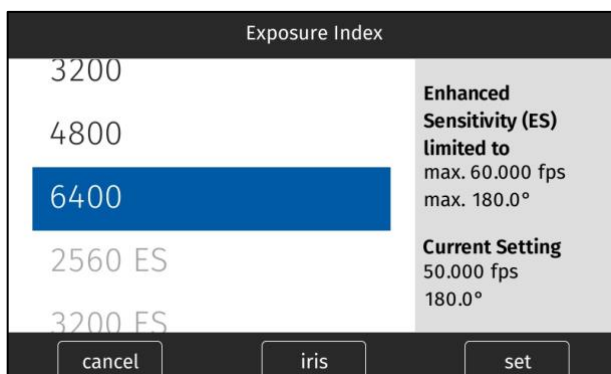 Exposure Index
3200
4800
6400
2560 ES
3200 ES
Enhanced
Sensitivity (ES)
limited to
max. 60.000 fps
max. 180.0°
Current Setting
50.000 fps
180.0°
cancel
iris
set